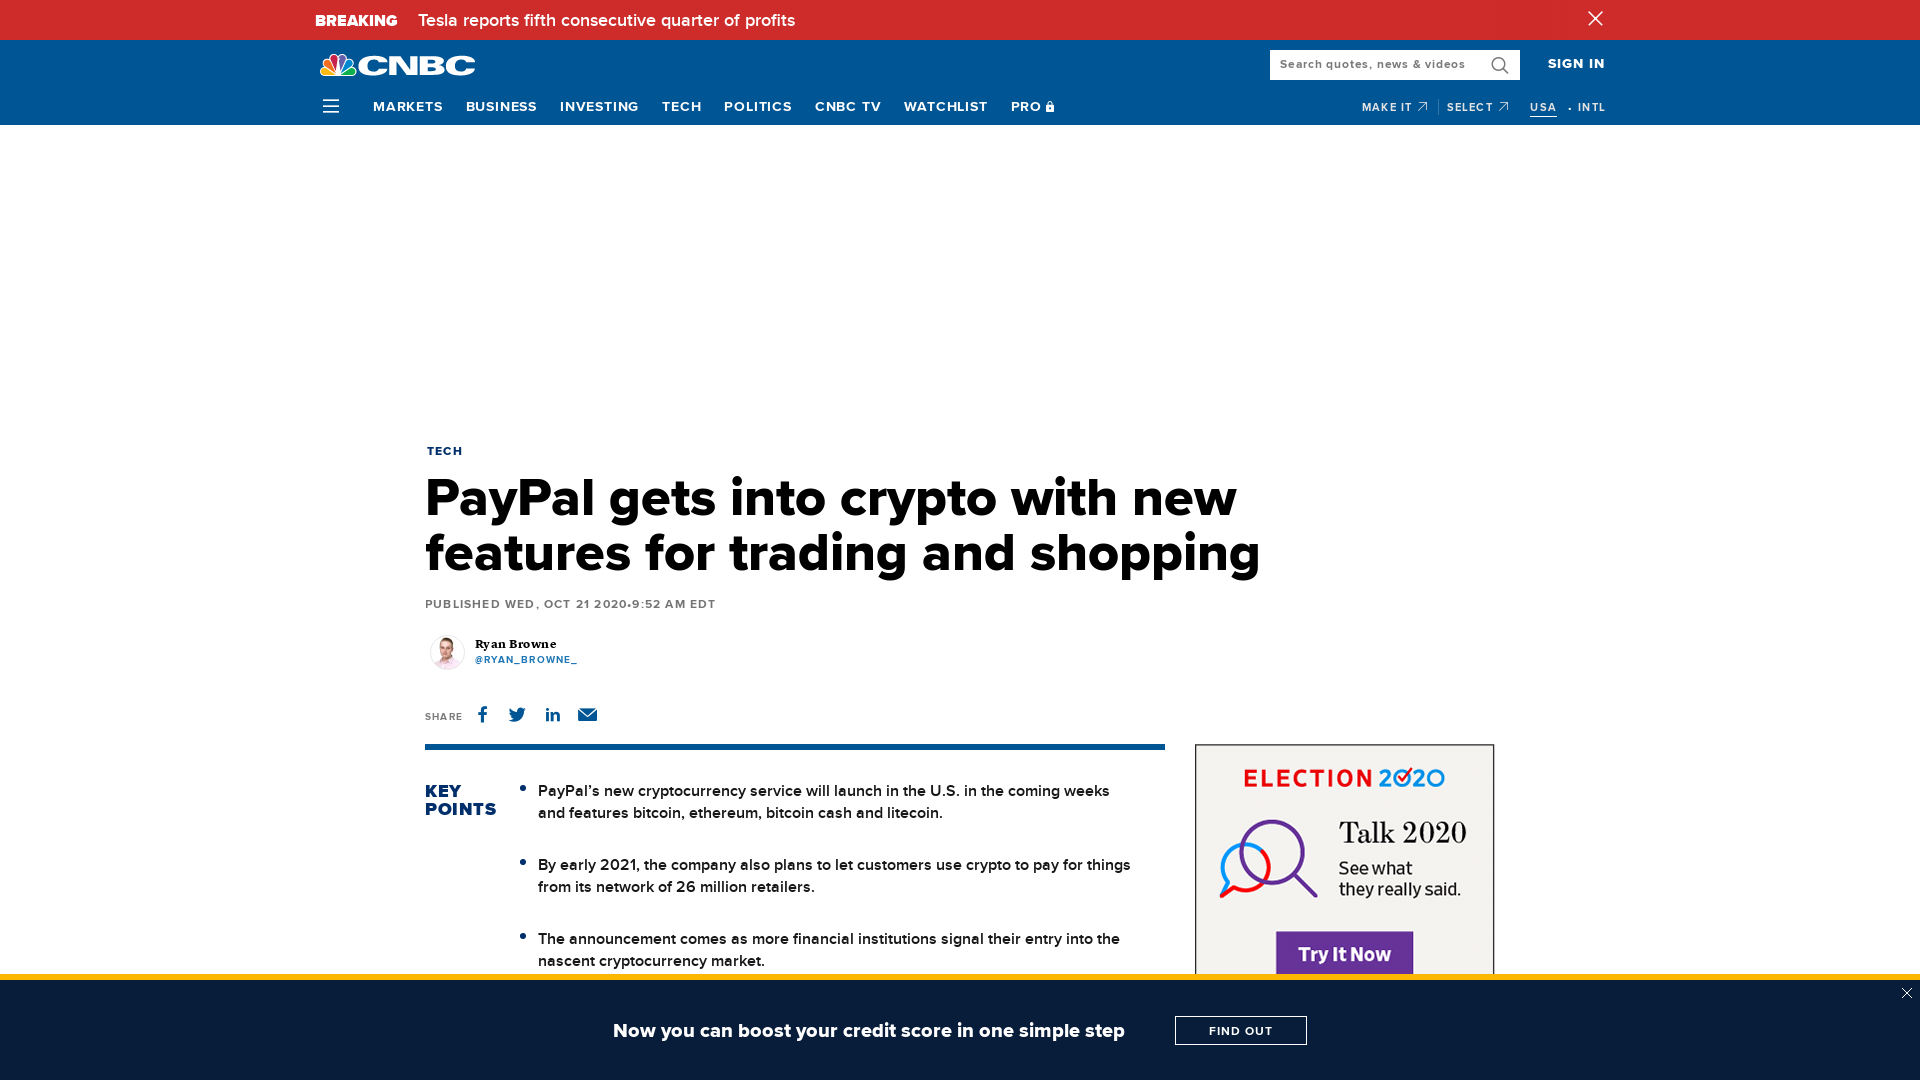 BREAKING Tesla reports fifth consecutive quarter of profits
CNBC
Search quotes, news & videos
SIGN IN
MARKETS BUSINESS INVESTING TECH POLITICS CNBC TV WATCHLIST PRO
MAKE IT SELECT USA • INTL
TECH
PayPal gets into crypto with new
features for trading and shopping
PUBLISHED WED, OCT 21 2020•9:52 AM EDT
Ryan Browne
@RYAN_BROWNE_
SHARE
KEY
POINTS
PayPal’s new cryptocurrency service will launch in the U.S. in the coming weeks
and features bitcoin, ethereum, bitcoin cash and litecoin.
By early 2021, the company also plans to let customers use crypto to pay for things
from its network of 26 million retailers.
The announcement comes as more financial institutions signal their entry into the
nascent cryptocurrency market.
ELECTION 2020
Talk 2020
See what
they really said.
Try It Now
Now you can boost your credit score in one simple step
FIND OUT